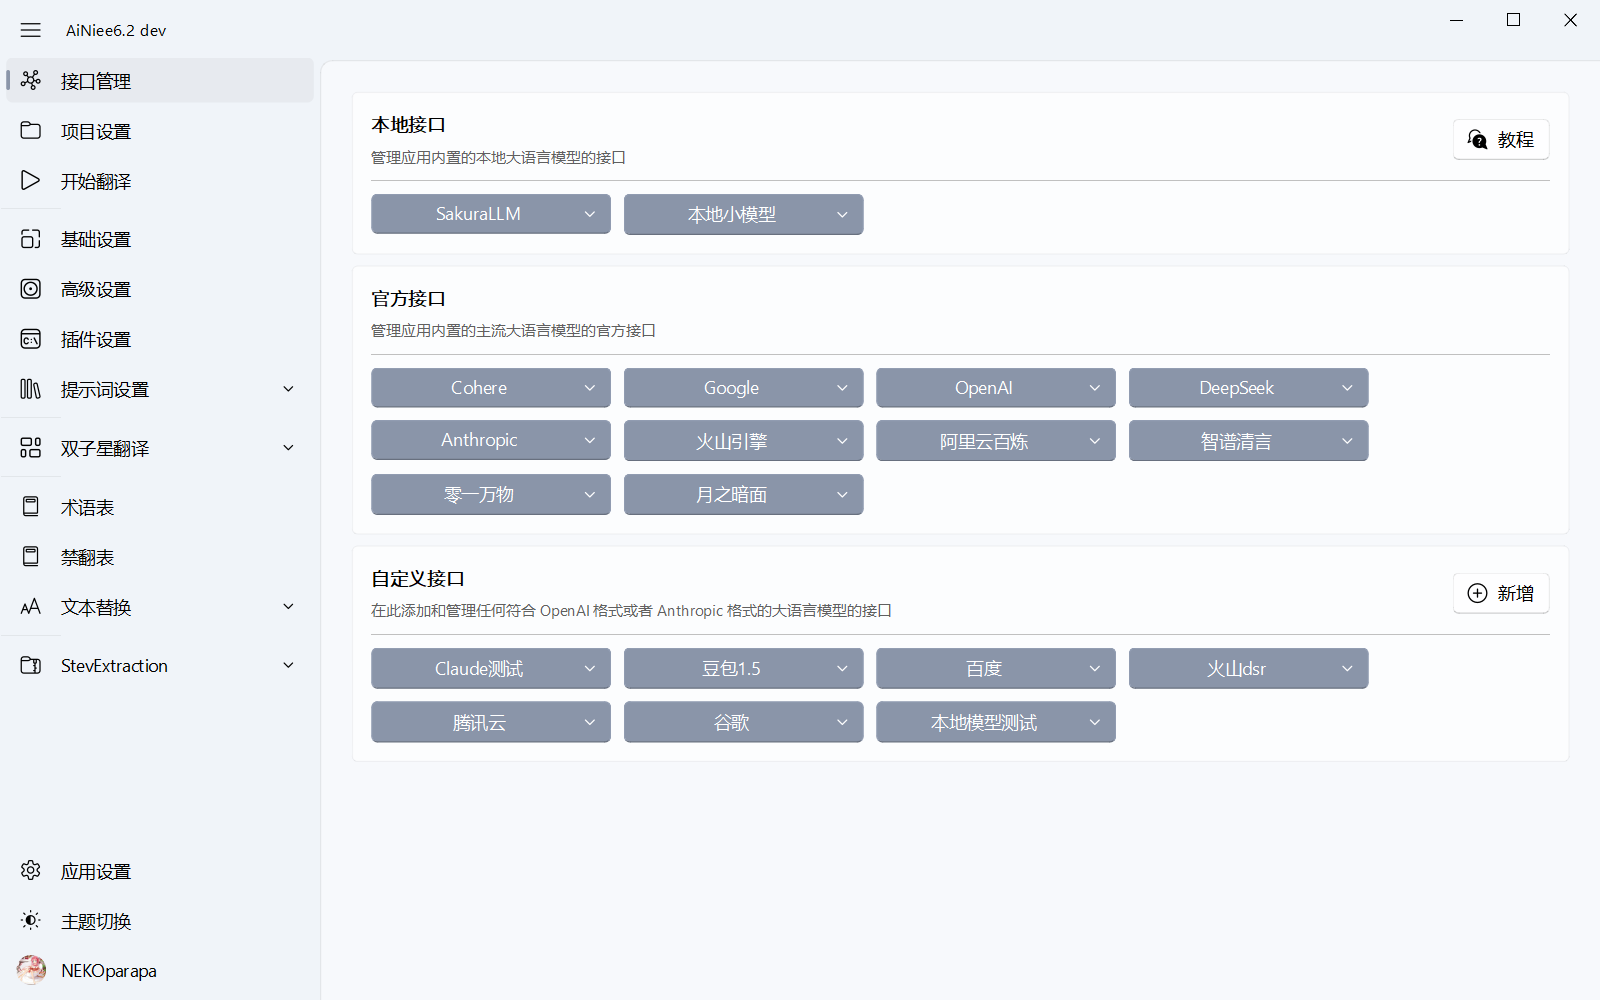 AiNiee6.2 dev
接口管理
项目设置
开始翻译
基础设置
高级设置
插件设置
提示词设置
双子星翻译
术语表
禁翻表
文本替换
StevExtraction
应用设置
主题切换
NEKOparapa
本地接口
管理应用内置的本地大语言模型的接口
教程
SakuraLLM 本地小模型
官方接口
管理应用内置的主流大语言模型的官方接口
Cohere Google OpenAI DeepSeek
Anthropic 火山引擎 阿里云百炼 智谱清言
零一万物 月之暗面
自定义接口
在此添加和管理任何符合 OpenAI 格式或者 Anthropic 格式的大语言模型的接口
新增
Claude测试 豆包1.5 百度 火山dsr
腾讯云 谷歌 本地模型测试